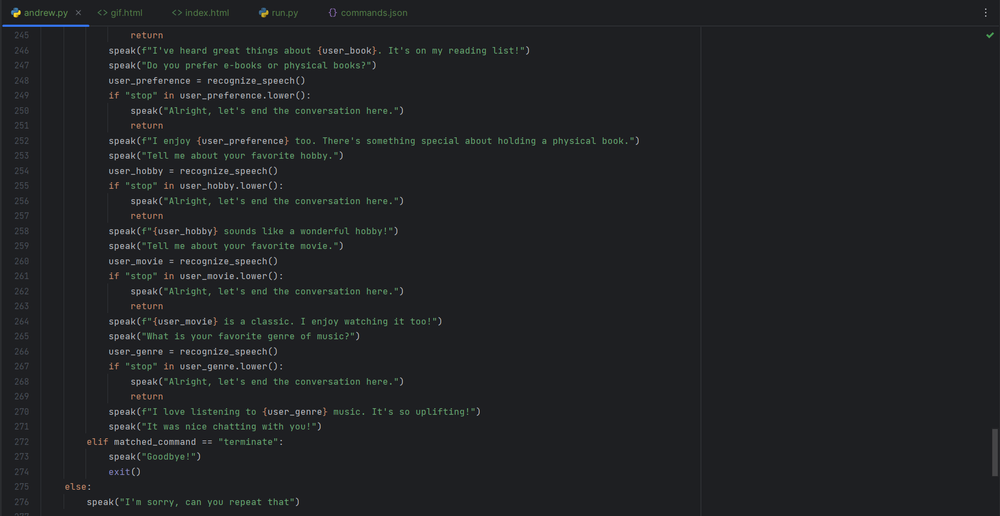 andrew.py × <> gif.html <> index.html run.py {} commands.json
245 return
246 speak(f"I've heard great things about {user_book}. It's on my reading list!")
247 speak("Do you prefer e-books or physical books?")
248 user_preference = recognize_speech()
249 if "stop" in user_preference.lower():
250 speak("Alright, let's end the conversation here.")
251 return
252 speak(f"I enjoy {user_preference} too. There's something special about holding a physical book.")
253 speak("Tell me about your favorite hobby.")
254 user_hobby = recognize_speech()
255 if "stop" in user_hobby.lower():
256 speak("Alright, let's end the conversation here.")
257 return
258 speak(f"{user_hobby} sounds like a wonderful hobby!")
259 speak("Tell me about your favorite movie.")
260 user_movie = recognize_speech()
261 if "stop" in user_movie.lower():
262 speak("Alright, let's end the conversation here.")
263 return
264 speak(f"{user_movie} is a classic. I enjoy watching it too!")
265 speak("What is your favorite genre of music?")
266 user_genre = recognize_speech()
267 if "stop" in user_genre.lower():
268 speak("Alright, let's end the conversation here.")
269 return
270 speak(f"I love listening to {user_genre} music. It's so uplifting!")
271 speak("It was nice chatting with you!")
272 elif matched_command == "terminate":
273 speak("Goodbye!")
274 exit()
275 else:
276 speak("I'm sorry, can you repeat that")
277